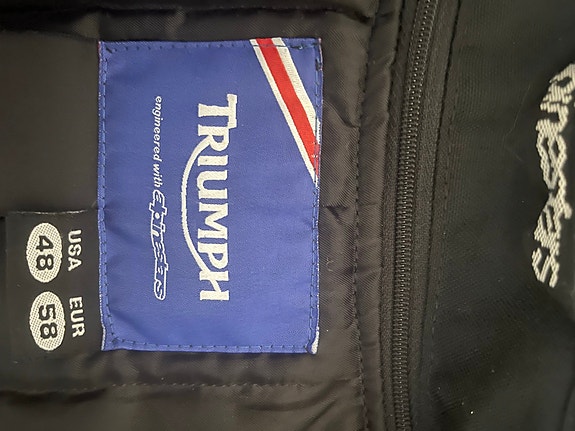 TRIUMPH
engineered with alpinestars
USA EUR
48 58
alpinestars